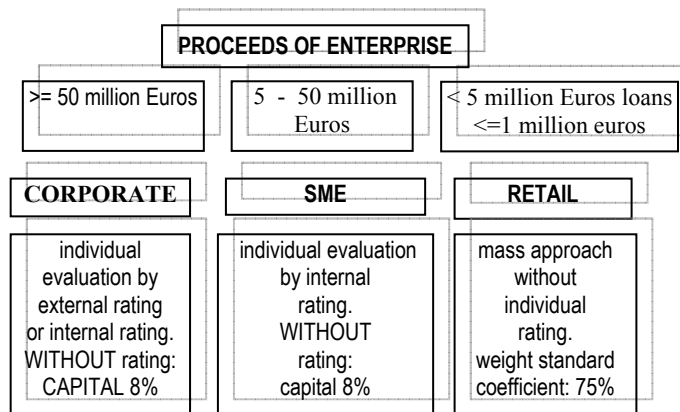 PROCEEDS OF ENTERPRISE
>= 50 million Euros
5 - 50 million
Euros
< 5 million Euros loans
<=1 million euros
CORPORATE
SME
RETAIL
individual
evaluation by
external rating
or internal rating.
WITHOUT rating:
CAPITAL 8%
individual evaluation
by internal
rating.
WITHOUT
rating:
capital 8%
mass approach
without
individual
rating.
weight standard
coefficient: 75%